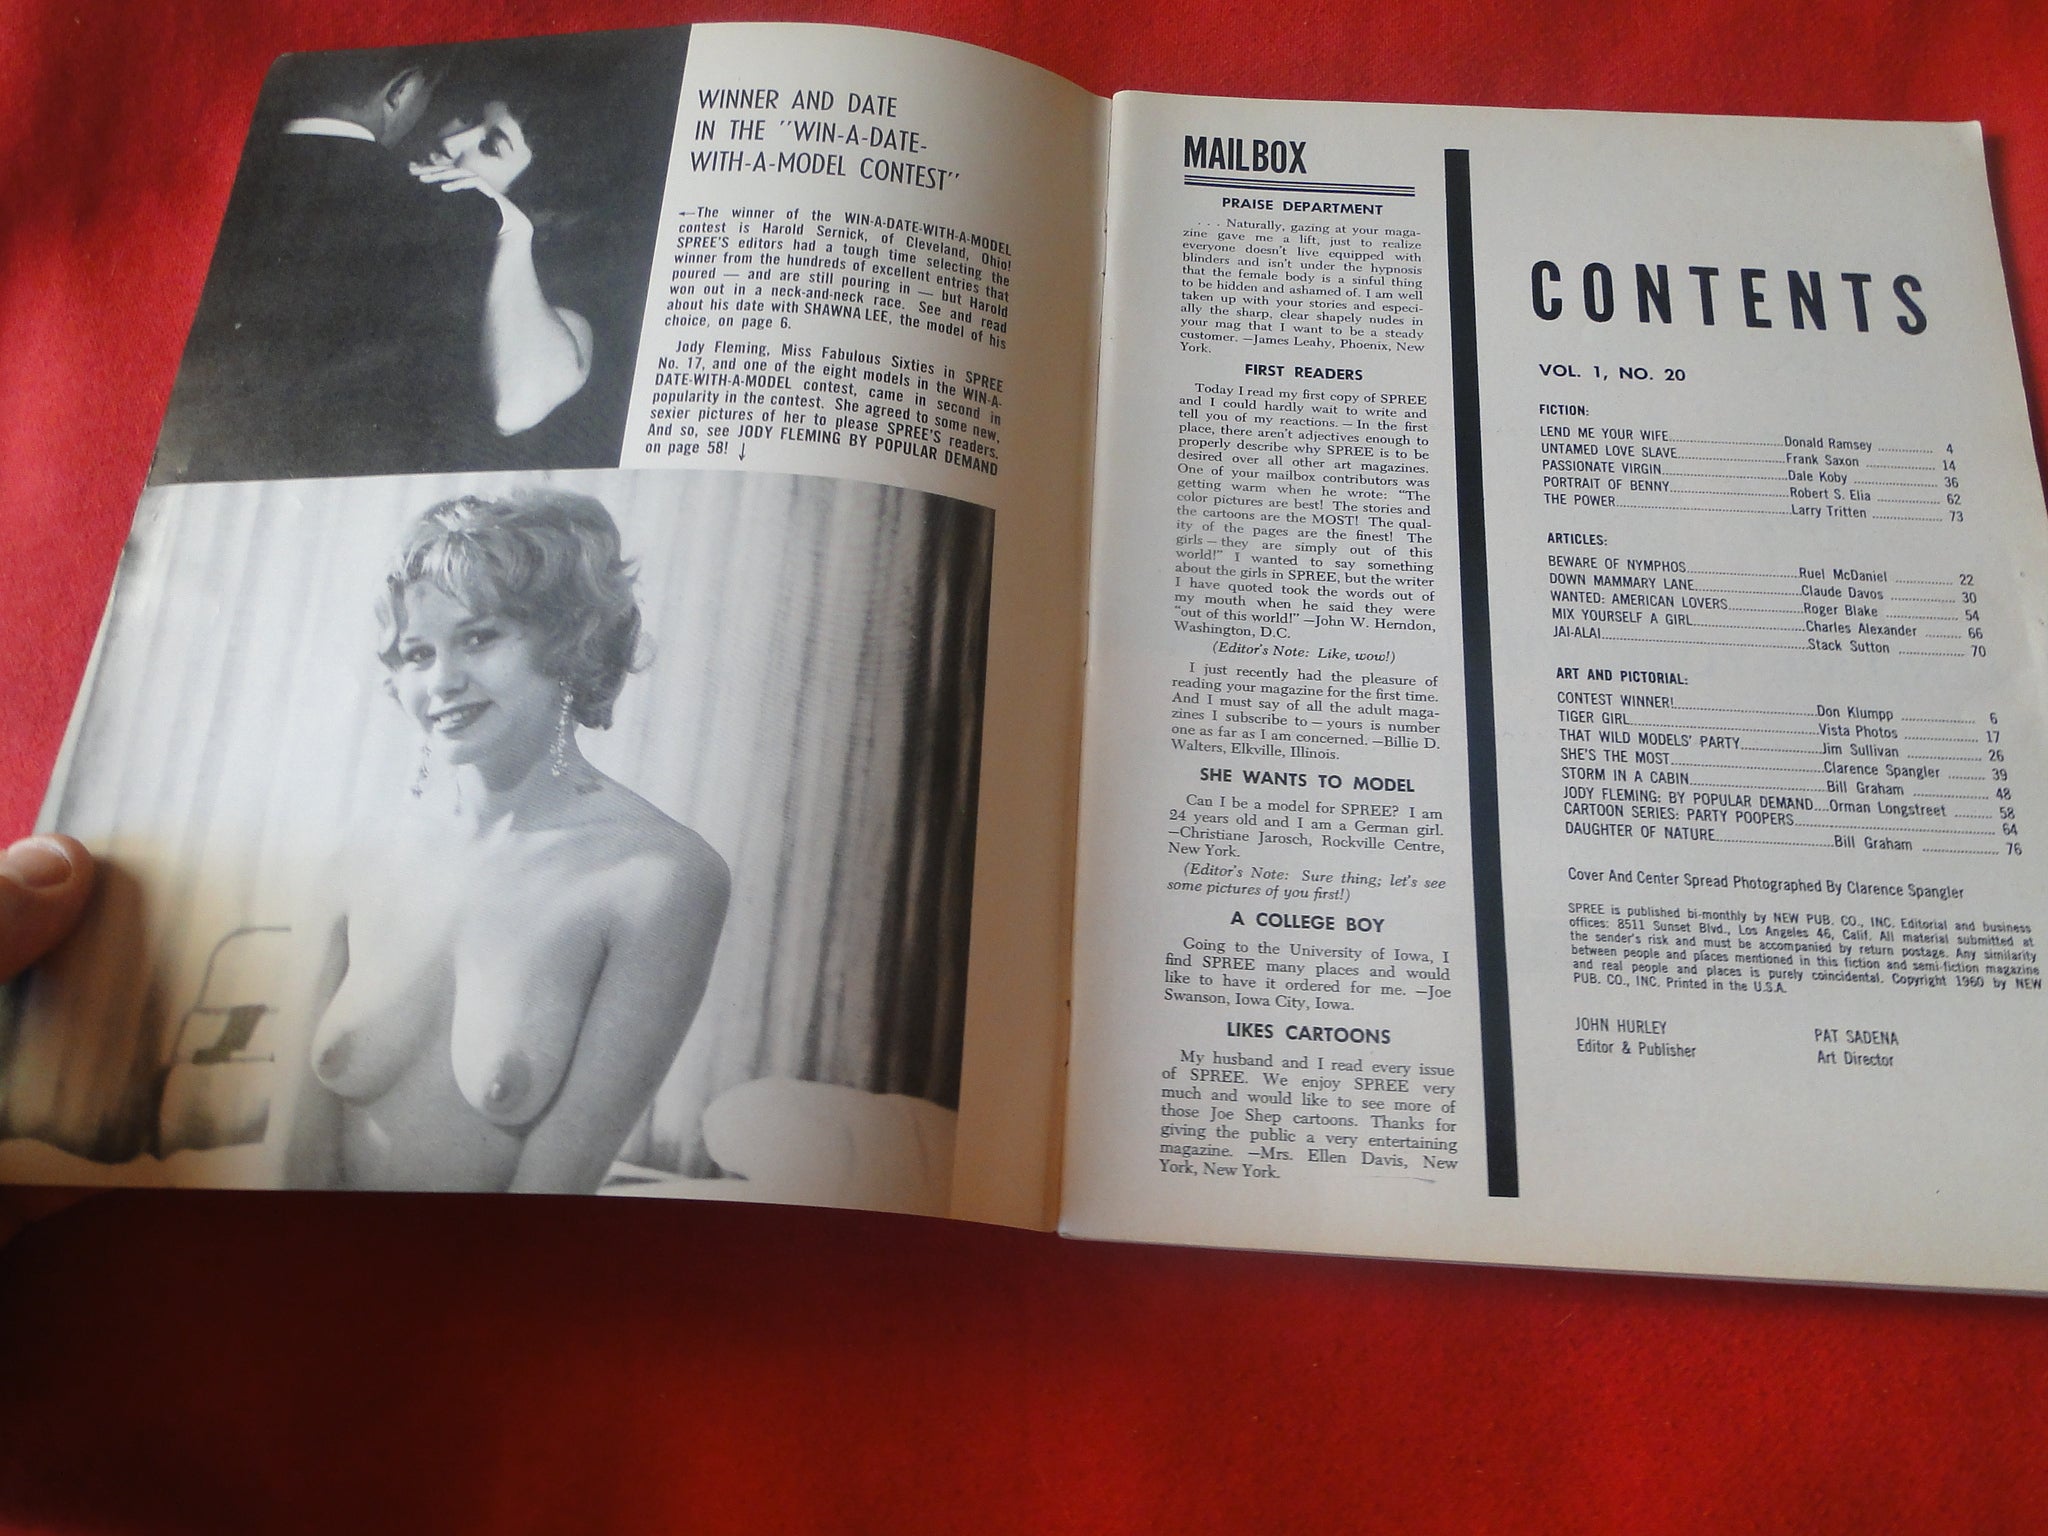 WINNER AND DATE
IN THE "WIN-A-DATE-
WITH-A-MODEL CONTEST"
←The winner of the WIN-A-DATE-WITH-A-MODEL
contest is Harold Sernick, of Cleveland, Ohio!
SPREE'S editors had a tough time selecting the
winner from the hundreds of excellent entries that
poured — and are still pouring in — but Harold
won out in a neck-and-neck race. See and read
about his date with SHAWNA LEE, the model of his
choice, on page 6.
Jody Fleming, Miss Fabulous Sixties in SPREE
No. 17, and one of the eight models in the WIN-A-
DATE-WITH-A-MODEL contest, came in second in
popularity in the contest. She agreed to some new,
sexier pictures of her to please SPREE'S readers.
And so, see JODY FLEMING BY POPULAR DEMAND
on page 58! ↓
MAILBOX
PRAISE DEPARTMENT
. . . Naturally, gazing at your maga-
zine gave me a lift, just to realize
everyone doesn't live equipped with
blinders and isn't under the hypnosis
that the female body is a sinful thing
to be hidden and ashamed of. I am well
taken up with your stories and especi-
ally the sharp, clear shapely nudes in
your mag that I want to be a steady
customer. —James Leahy, Phoenix, New
York.
FIRST READERS
Today I read my first copy of SPREE
and I could hardly wait to write and
tell you of my reactions. — In the first
place, there aren't adjectives enough to
properly describe why SPREE is to be
desired over all other art magazines.
One of your mailbox contributors was
getting warm when he wrote: "The
color pictures are best! The stories and
the cartoons are the MOST! The qual-
ity of the pages are the finest! The
girls — they are simply out of this
world!" I wanted to say something
about the girls in SPREE, but the writer
I have quoted took the words out of
my mouth when he said they were
"out of this world!" —John W. Herndon,
Washington, D.C.
(Editor's Note: Like, wow!)
I just recently had the pleasure of
reading your magazine for the first time.
And I must say of all the adult maga-
zines I subscribe to — yours is number
one as far as I am concerned. —Billie D.
Walters, Elkville, Illinois.
SHE WANTS TO MODEL
Can I be a model for SPREE? I am
24 years old and I am a German girl.
—Christiane Jarosch, Rockville Centre,
New York.
(Editor's Note: Sure thing; let's see
some pictures of you first!)
A COLLEGE BOY
Going to the University of Iowa, I
find SPREE many places and would
like to have it ordered for me. —Joe
Swanson, Iowa City, Iowa.
LIKES CARTOONS
My husband and I read every issue
of SPREE. We enjoy SPREE very
much and would like to see more of
those Joe Shep cartoons. Thanks for
giving the public a very entertaining
magazine. —Mrs. Ellen Davis, New
York, New York.
CONTENTS
VOL. 1, NO. 20
FICTION:
LEND ME YOUR WIFE Donald Ramsey 4
UNTAMED LOVE SLAVE Frank Saxon 14
PASSIONATE VIRGIN Dale Koby 36
PORTRAIT OF BENNY Robert S. Elia 62
THE POWER Larry Tritten 73
ARTICLES:
BEWARE OF NYMPHOS Ruel McDaniel 22
DOWN MAMMARY LANE Claude Davos 30
WANTED: AMERICAN LOVERS Roger Blake 54
MIX YOURSELF A GIRL Charles Alexander 66
JAI-ALAI Stack Sutton 70
ART AND PICTORIAL:
CONTEST WINNER! Don Klumpp 6
TIGER GIRL Vista Photos 17
THAT WILD MODELS' PARTY Jim Sullivan 26
SHE'S THE MOST Clarence Spangler 39
STORM IN A CABIN Bill Graham 48
JODY FLEMING: BY POPULAR DEMAND Orman Longstreet 58
CARTOON SERIES: PARTY POOPERS 64
DAUGHTER OF NATURE Bill Graham 76
Cover And Center Spread Photographed By Clarence Spangler
SPREE is published bi-monthly by NEW PUB. CO., INC. Editorial and business
offices: 8511 Sunset Blvd., Los Angeles 46, Calif. All material submitted at
the sender's risk and must be accompanied by return postage. Any similarity
between people and places mentioned in this fiction and semi-fiction magazine
and real people and places is purely coincidental. Copyright 1960 by NEW
PUB. CO., INC. Printed in the U.S.A.
JOHN HURLEY
Editor & Publisher
PAT SADENA
Art Director